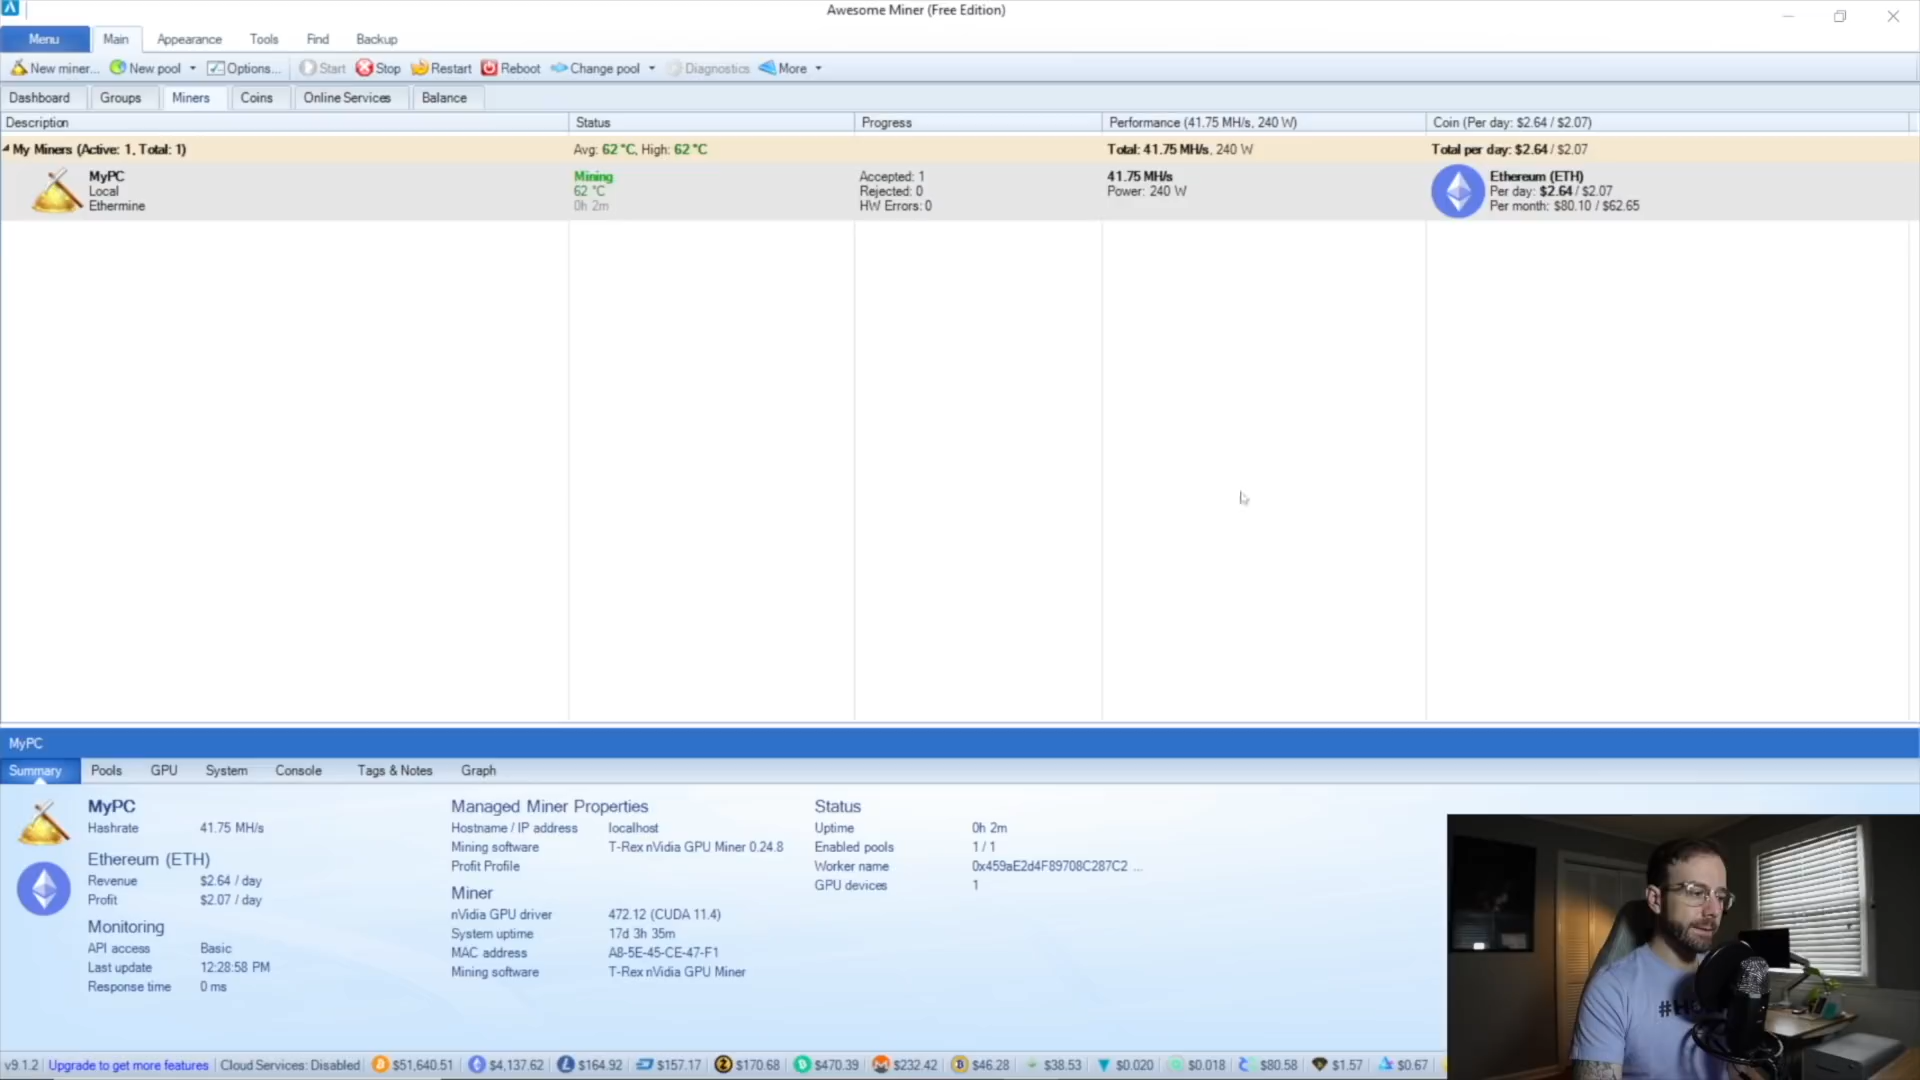 Awesome Miner (Free Edition)
Menu Main Appearance Tools Find Backup
New miner... New pool Options... Start Stop Restart Reboot Change pool Diagnostics More
Dashboard Groups Miners Coins Online Services Balance
Description Status Progress Performance (41.75 MH/s, 240 W) Coin (Per day: $2.64 / $2.07)
My Miners (Active: 1, Total: 1) Avg: 62 °C, High: 62 °C Total: 41.75 MH/s, 240 W Total per day: $2.64 / $2.07
MyPC Mining Accepted: 1 41.75 MH/s Ethereum (ETH)
Local 62 °C Rejected: 0 Power: 240 W Per day: $2.64 / $2.07
Ethermine 0h 2m HW Errors: 0 Per month: $80.10 / $62.65
MyPC
Summary Pools GPU System Console Tags & Notes Graph
MyPC
Hashrate 41.75 MH/s
Ethereum (ETH)
Revenue $2.64 / day
Profit $2.07 / day
Monitoring
API access Basic
Last update 12:28:58 PM
Response time 0 ms
Managed Miner Properties
Hostname / IP address localhost
Mining software T-Rex nVidia GPU Miner 0.24.8
Profit Profile
Miner
nVidia GPU driver 472.12 (CUDA 11.4)
System uptime 17d 3h 35m
MAC address A8-5E-45-CE-47-F1
Mining software T-Rex nVidia GPU Miner
Status
Uptime 0h 2m
Enabled pools 1 / 1
Worker name 0x459aE2d4F89708C287C2 ...
GPU devices 1
v9.1.2 Upgrade to get more features Cloud Services: Disabled $51,640.51 $4,137.62 $164.92 $157.17 $170.68 $470.39 $232.42 $46.28 $38.53 $0.020 $0.018 $80.58 $1.57 $0.67